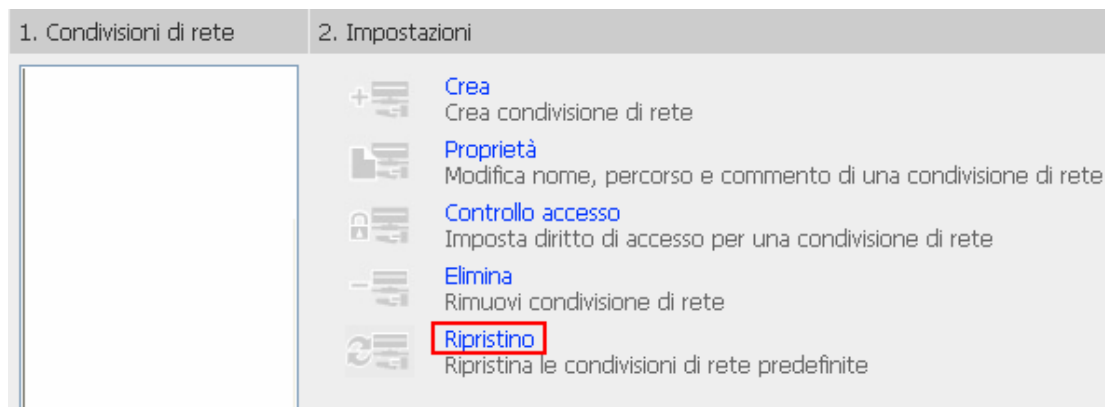 1. Condivisioni di rete
2. Impostazioni
Crea
Crea condivisione di rete
Proprietà
Modifica nome, percorso e commento di una condivisione di rete
Controllo accesso
Imposta diritto di accesso per una condivisione di rete
Elimina
Rimuovi condivisione di rete
Ripristino
Ripristina le condivisioni di rete predefinite